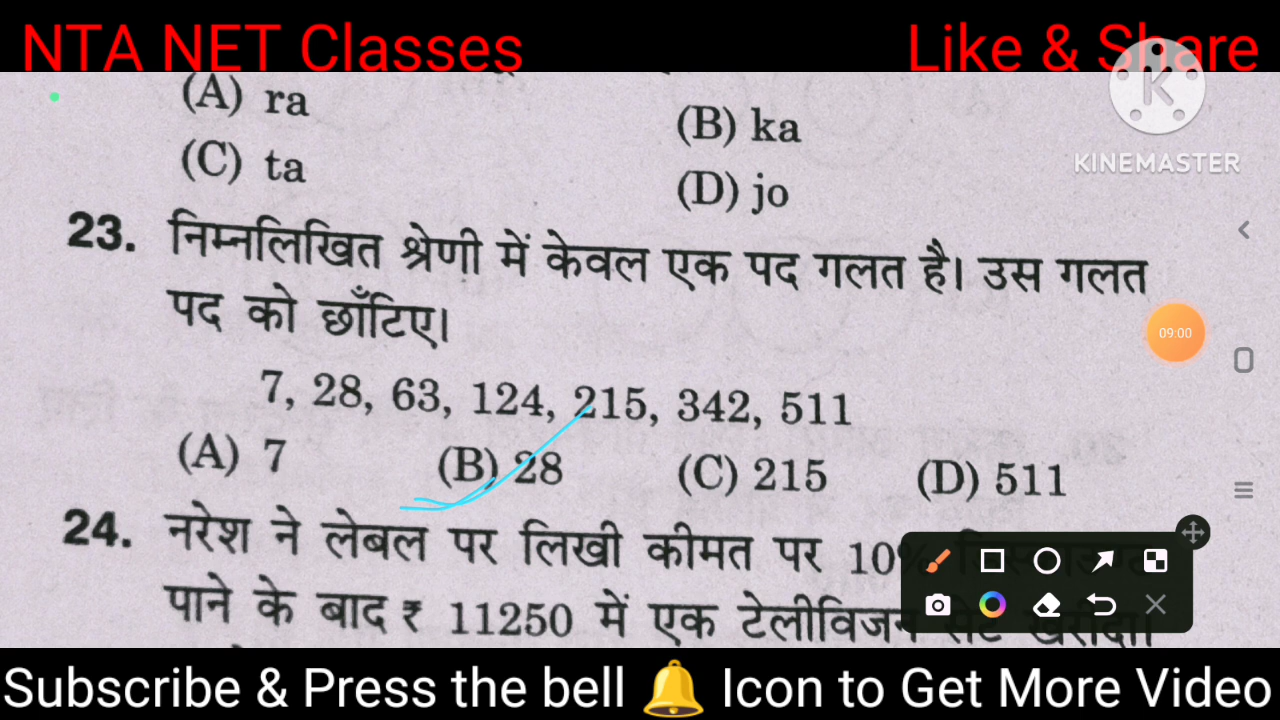 NTA NET Classes Like & Share
(A) ra (B) ka
(C) ta (D) jo
KINEMASTER
23. निम्नलिखित श्रेणी में केवल एक पद गलत है। उस गलत
पद को छाँटिए।
09:00
7, 28, 63, 124, 215, 342, 511
(A) 7 (B) 28 (C) 215 (D) 511
24. नरेश ने लेबल पर लिखी कीमत पर 10%
पाने के बाद ₹ 11250 में एक टेलीविजन सेट खरीदा।
Subscribe & Press the bell 🔔 Icon to Get More Video